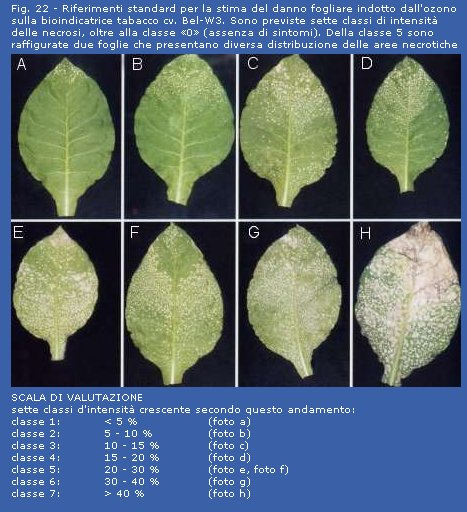 Fig. 22 - Riferimenti standard per la stima del danno fogliare indotto dall'ozono
sulla bioindicatrice tabacco cv. Bel-W3. Sono previste sette classi di intensità
delle necrosi, oltre alla classe «0» (assenza di sintomi). Della classe 5 sono
raffigurate due foglie che presentano diversa distribuzione delle aree necrotiche
A B C D
E F G H
SCALA DI VALUTAZIONE
sette classi d'intensità crescente secondo questo andamento:
classe 1: < 5 % (foto a)
classe 2: 5 - 10 % (foto b)
classe 3: 10 - 15 % (foto c)
classe 4: 15 - 20 % (foto d)
classe 5: 20 - 30 % (foto e, foto f)
classe 6: 30 - 40 % (foto g)
classe 7: > 40 % (foto h)